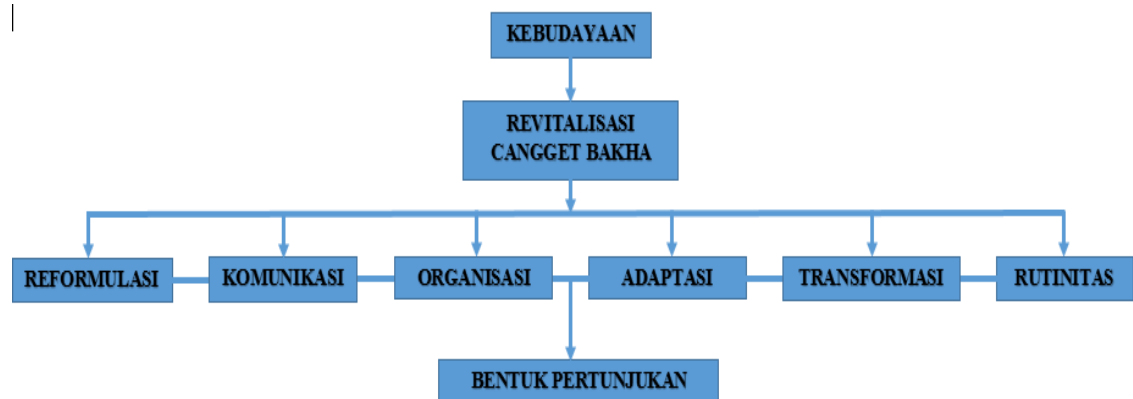 KEBUDAYAAN
REVITALISASI
CANGGET BAKHA
REFORMULASI
KOMUNIKASI
ORGANISASI
ADAPTASI
TRANSFORMASI
RUTINITAS
BENTUK PERTUNJUKAN